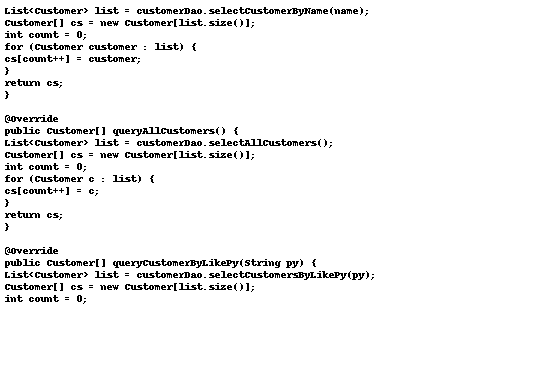 List<Customer> list = customerDao.selectCustomerByName(name);
Customer[] cs = new Customer[list.size()];
int count = 0;
for (Customer customer : list) {
cs[count++] = customer;
}
return cs;
}

@Override
public Customer[] queryAllCustomers() {
List<Customer> list = customerDao.selectAllCustomers();
Customer[] cs = new Customer[list.size()];
int count = 0;
for (Customer c : list) {
cs[count++] = c;
}
return cs;
}

@Override
public Customer[] queryCustomerByLikePy(String py) {
List<Customer> list = customerDao.selectCustomersByLikePy(py);
Customer[] cs = new Customer[list.size()];
int count = 0;